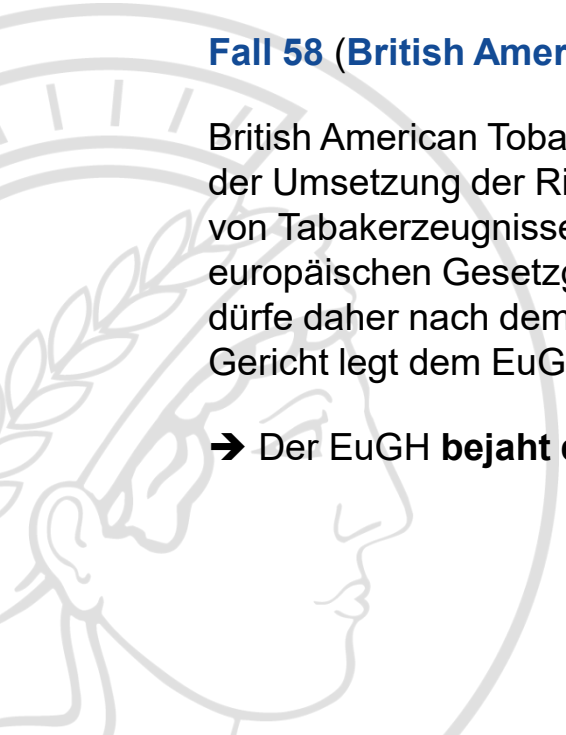 Fall 58 (British Amer
British American Toba
der Umsetzung der Ri
von Tabakerzeugnisse
europäischen Gesetzg
dürfe daher nach dem
Gericht legt dem EuG
➔ Der EuGH bejaht